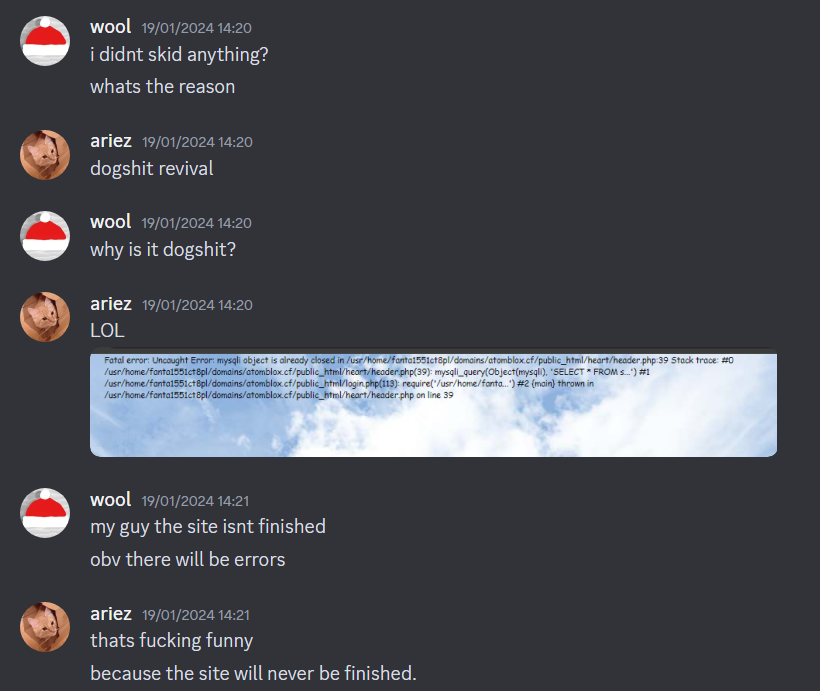 wool 19/01/2024 14:20
i didnt skid anything?
whats the reason
ariez 19/01/2024 14:20
dogshit revival
wool 19/01/2024 14:20
why is it dogshit?
ariez 19/01/2024 14:20
LOL
Fatal error: Uncaught Error: mysqli object is already closed in /usr/home/fanta1551ct8pl/domains/atomblox.cf/public_html/heart/header.php:39 Stack trace: #0
/usr/home/fanta1551ct8pl/domains/atomblox.cf/public_html/heart/header.php(39): mysqli_query(Object(mysqli), 'SELECT * FROM s...') #1
/usr/home/fanta1551ct8pl/domains/atomblox.cf/public_html/login.php(113): require('/usr/home/fanta...') #2 {main} thrown in
/usr/home/fanta1551ct8pl/domains/atomblox.cf/public_html/heart/header.php on line 39
wool 19/01/2024 14:21
my guy the site isnt finished
obv there will be errors
ariez 19/01/2024 14:21
thats fucking funny
because the site will never be finished.